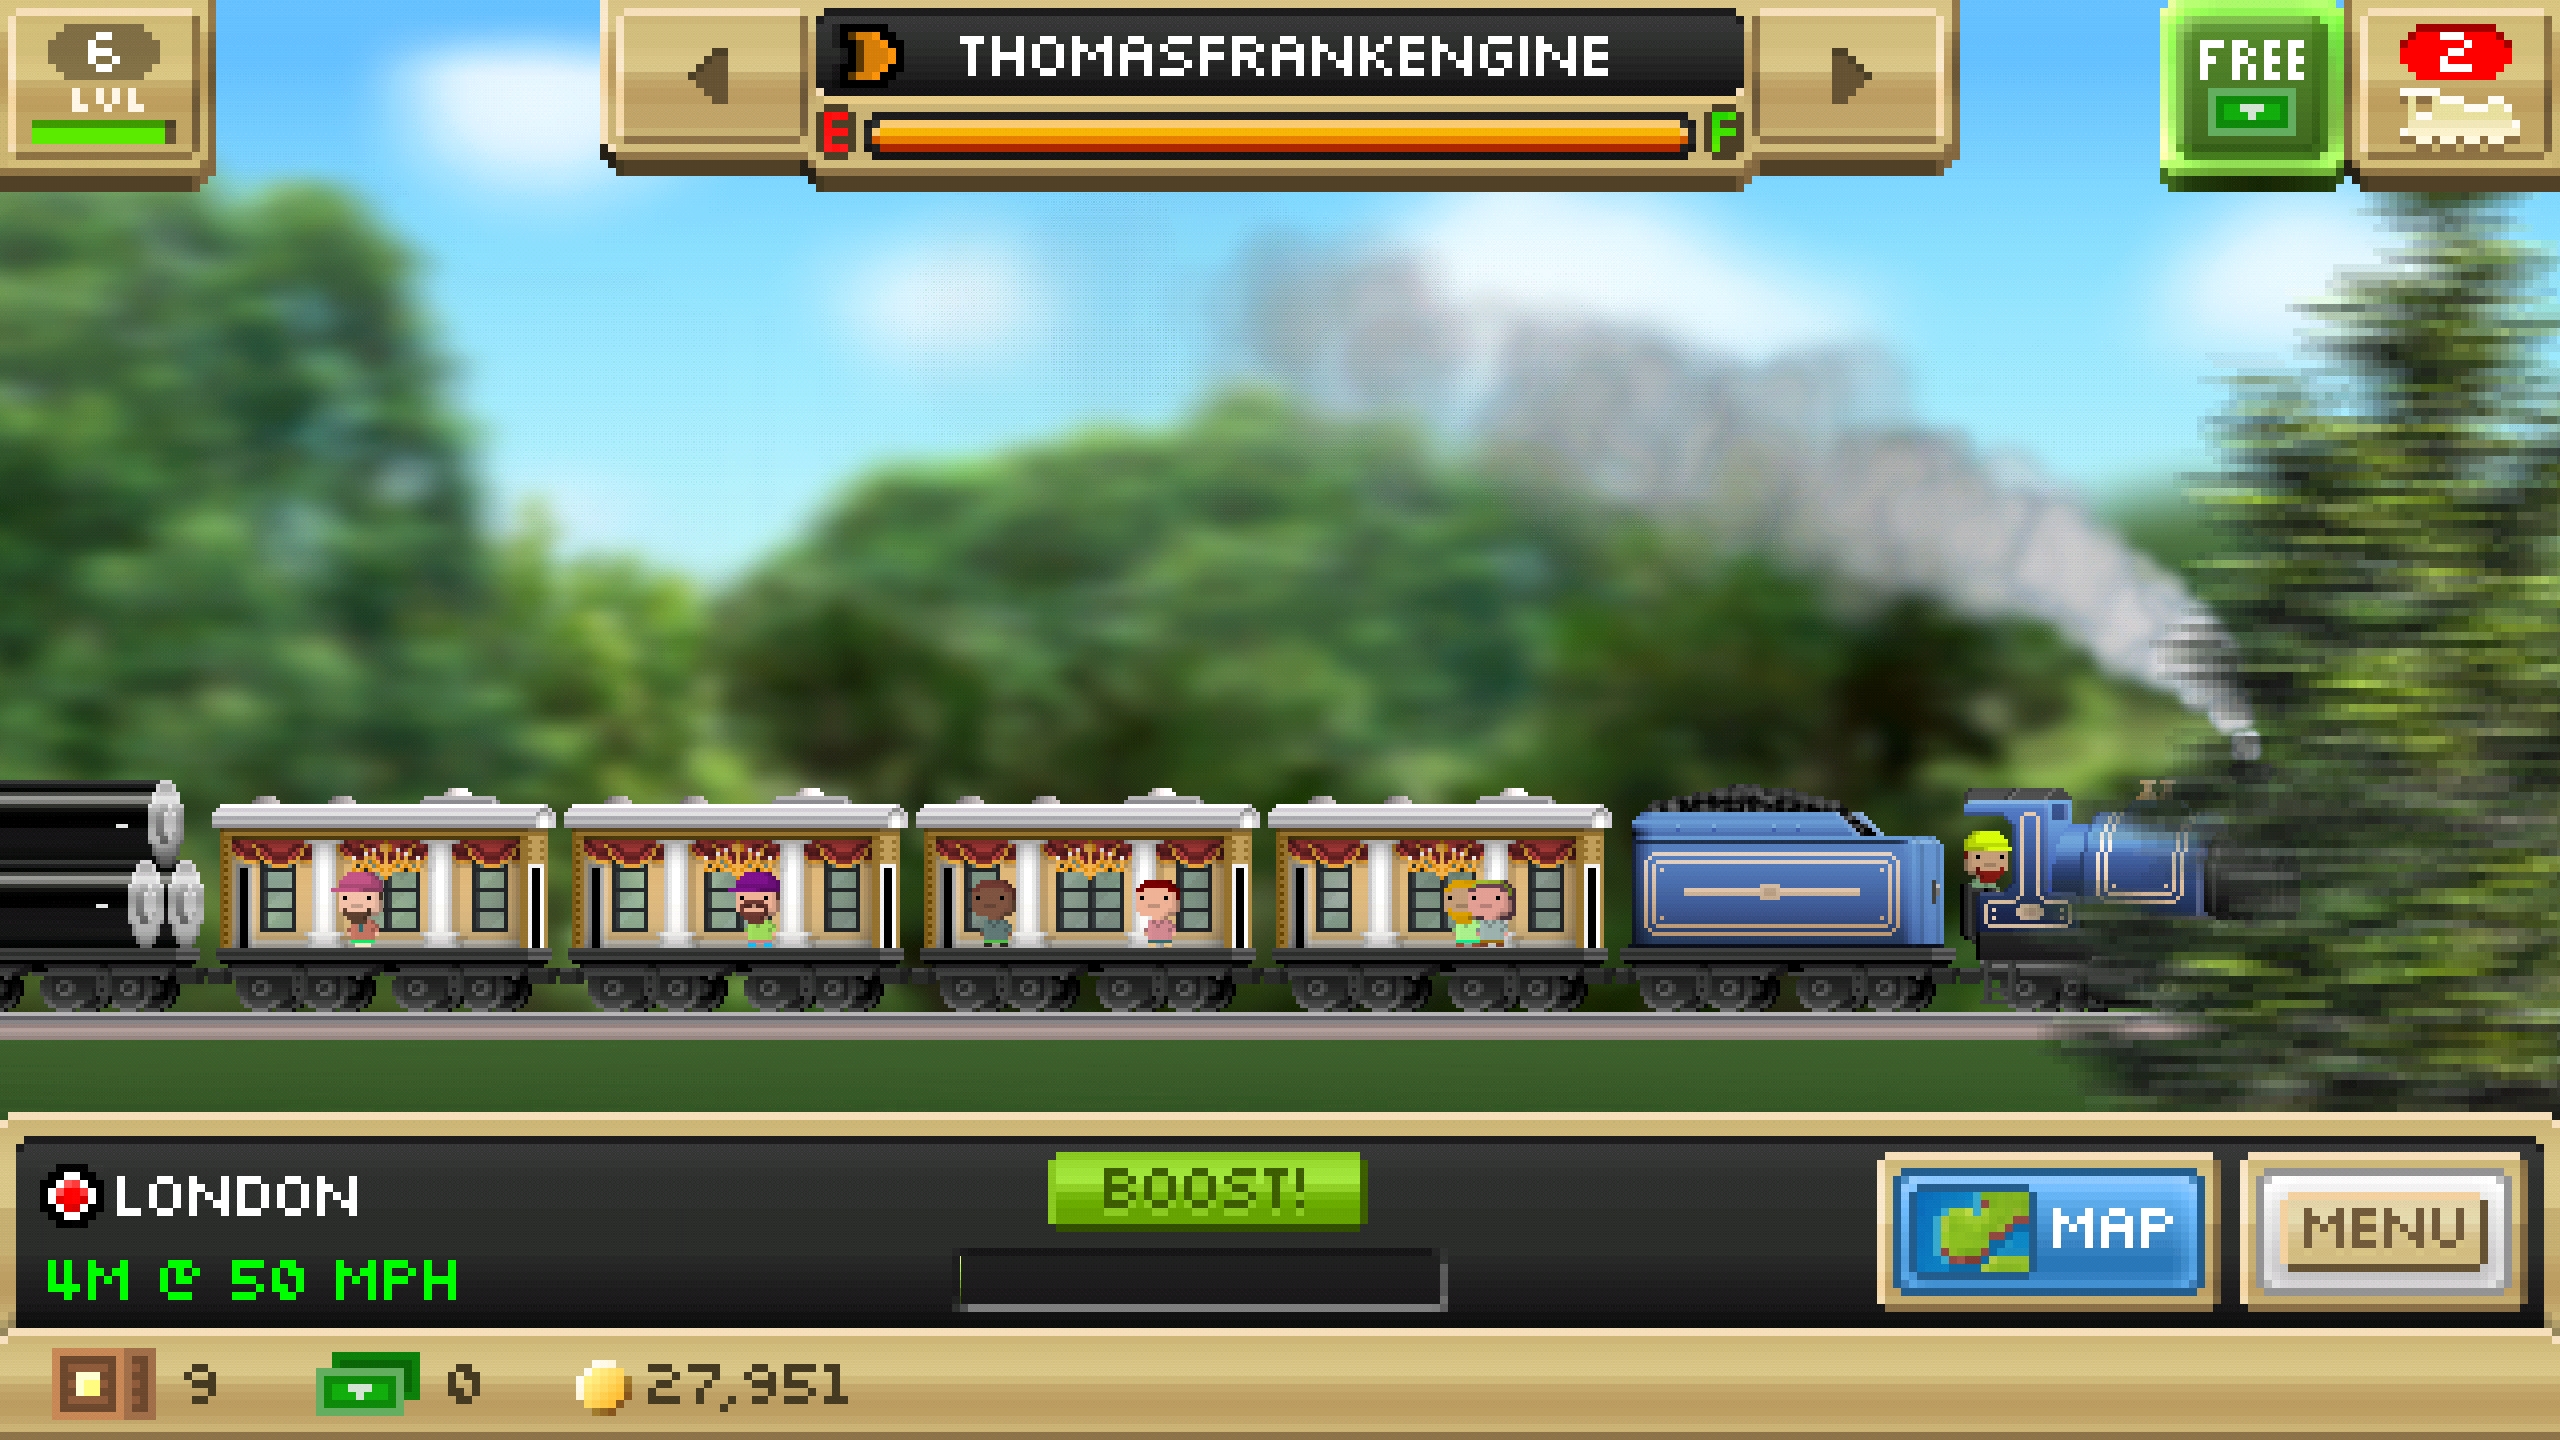 6
LVL
THOMASFRANKENGINE
E F
FREE
2
LONDON
BOOST!
4M @ 50 MPH
MAP
MENU
9 0 27,951